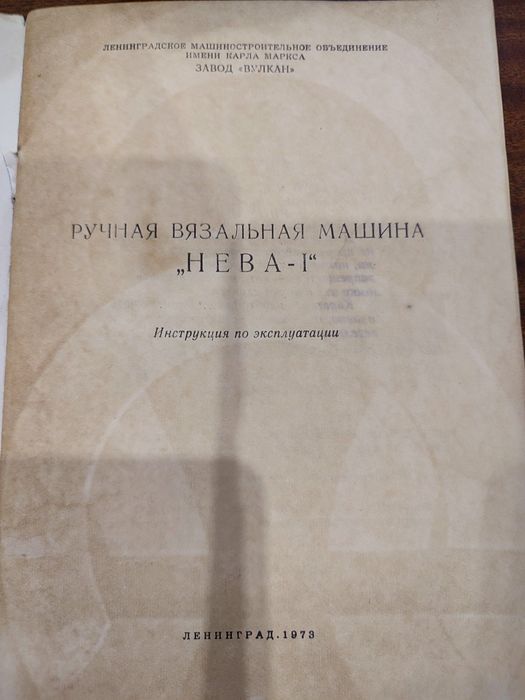 ЛЕНИНГРАДСКОЕ МАШИНОСТРОИТЕЛЬНОЕ ОБЪЕДИНЕНИЕ
ИМЕНИ КАРЛА МАРКСА
ЗАВОД «ВУЛКАН»
РУЧНАЯ ВЯЗАЛЬНАЯ МАШИНА
„НЕВА-I“
Инструкция по эксплуатации
ЛЕНИНГРАД.1973